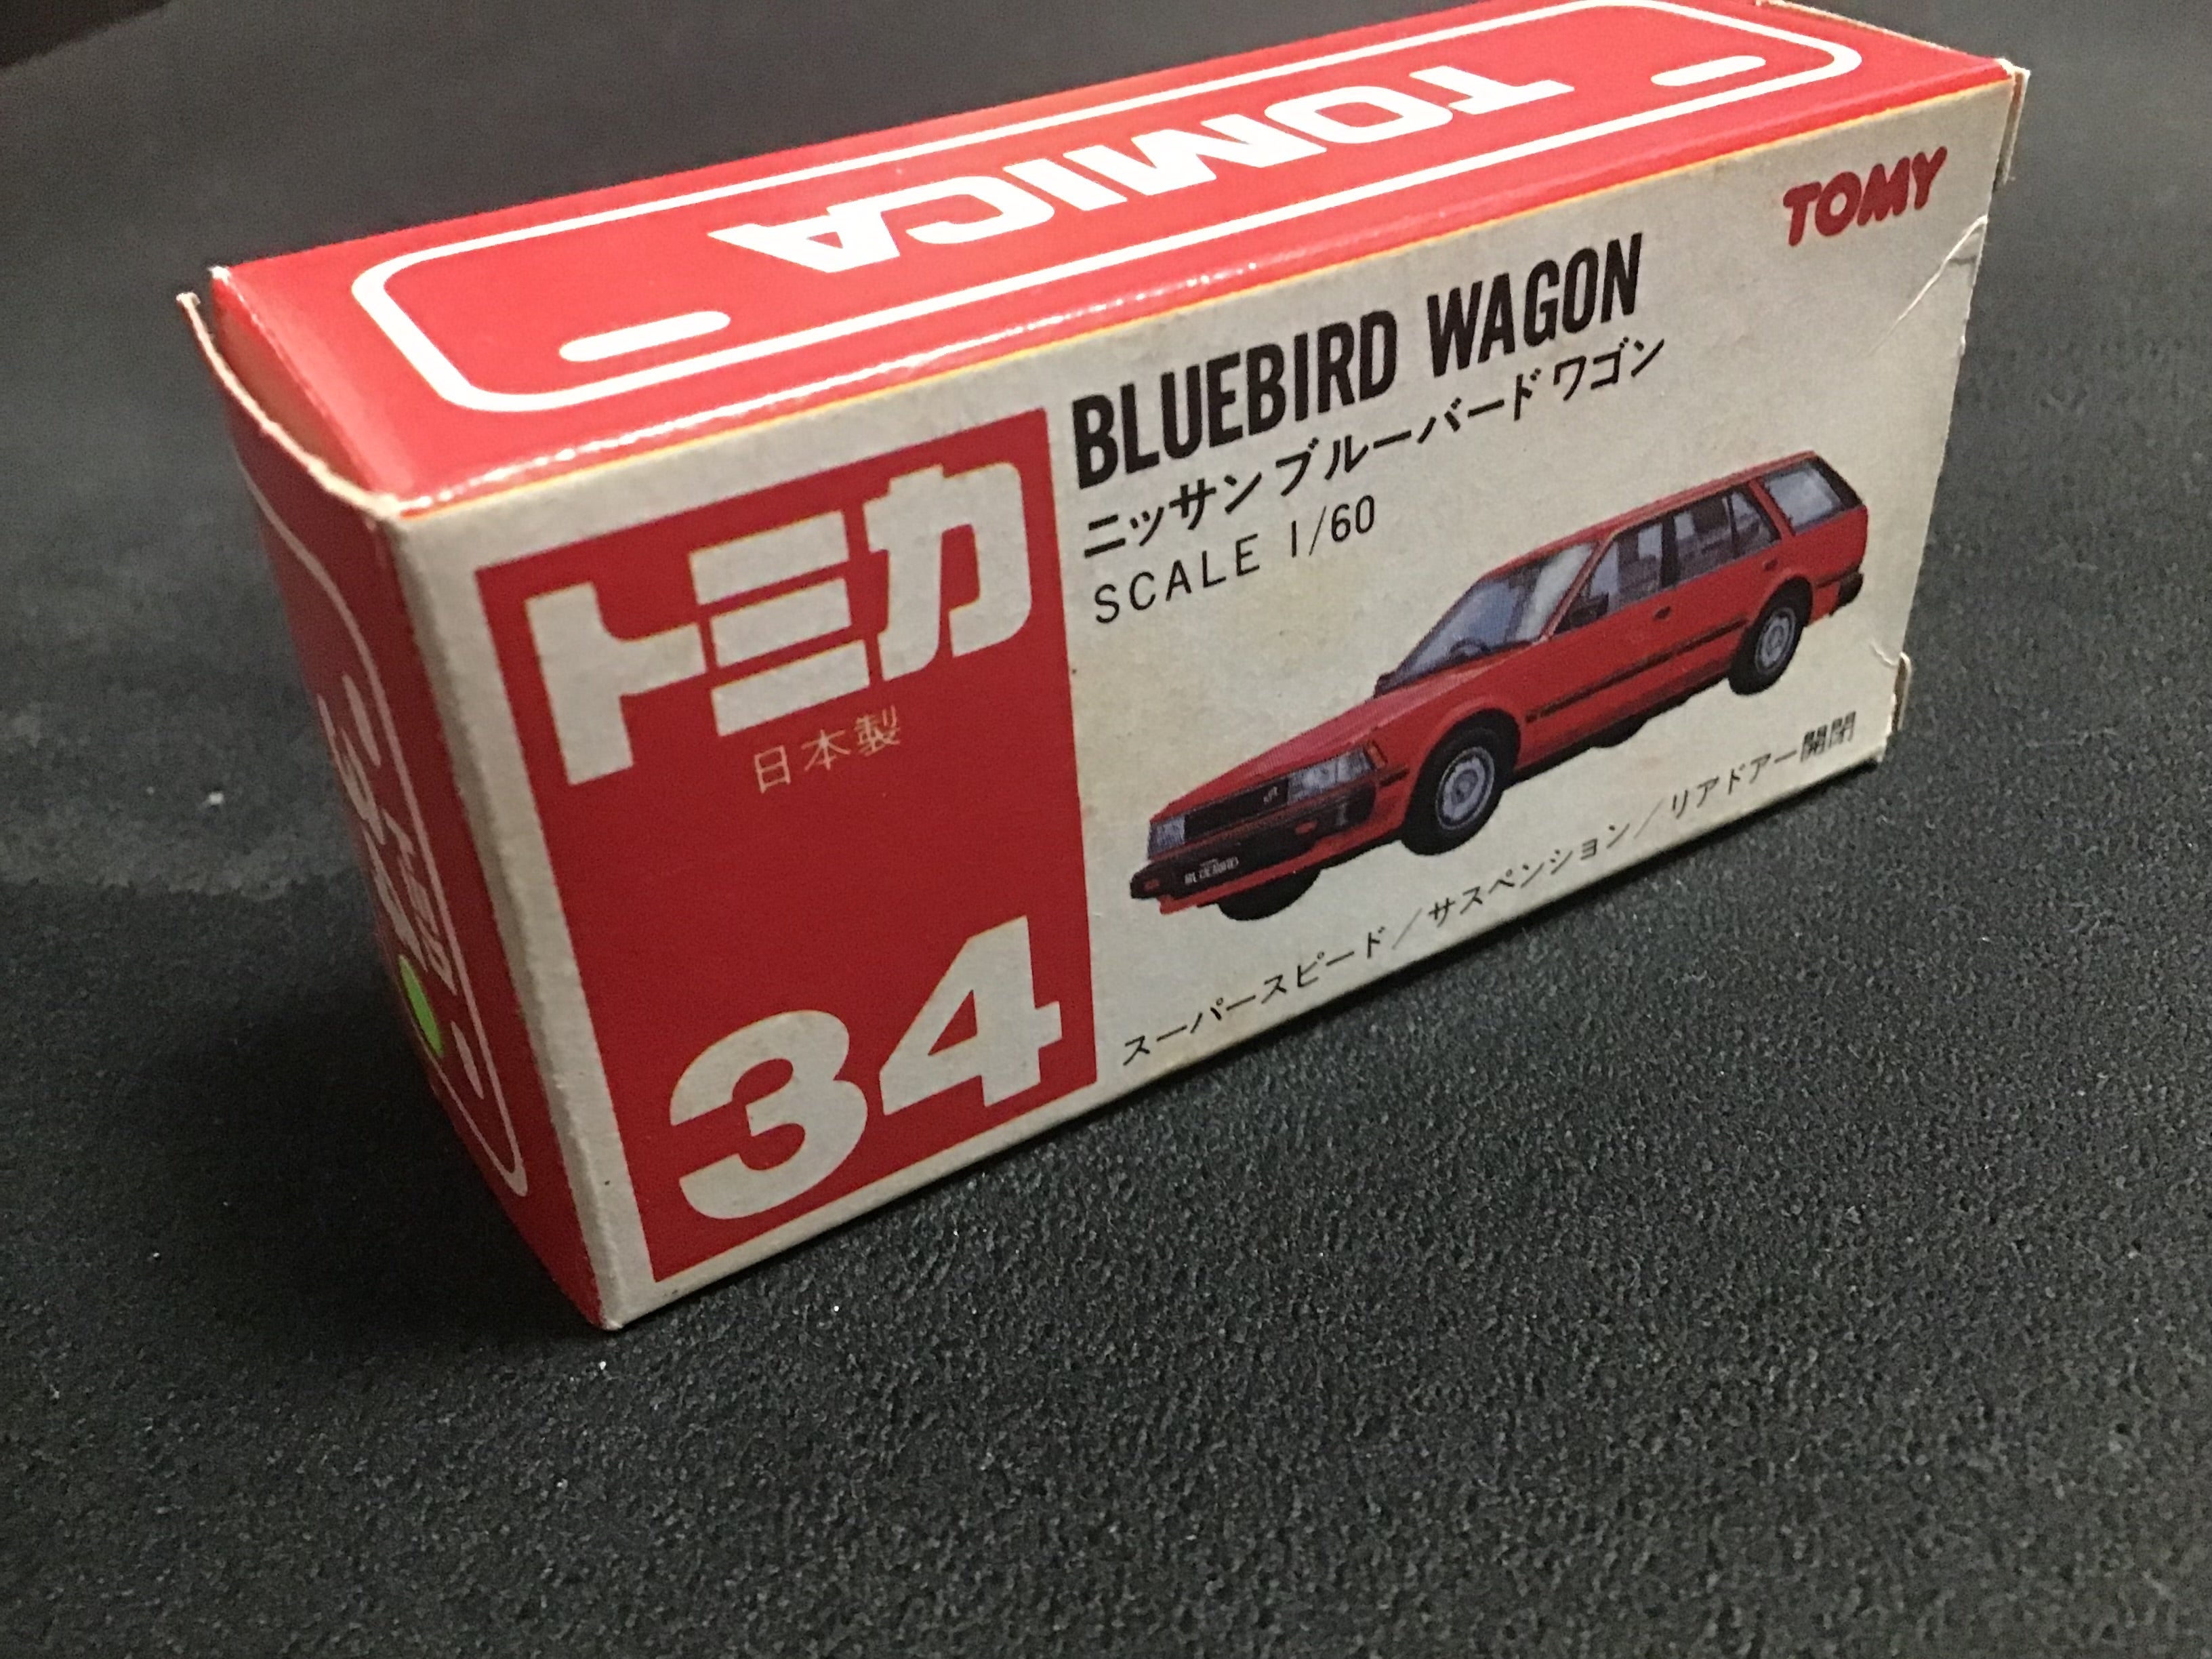 TOMICA
TOMY
BLUEBIRD WAGON
ニッサン ブルーバード ワゴン
SCALE 1/60
トミカ
日本製
34
スーパースピード/サスペンション/リアドアー開閉